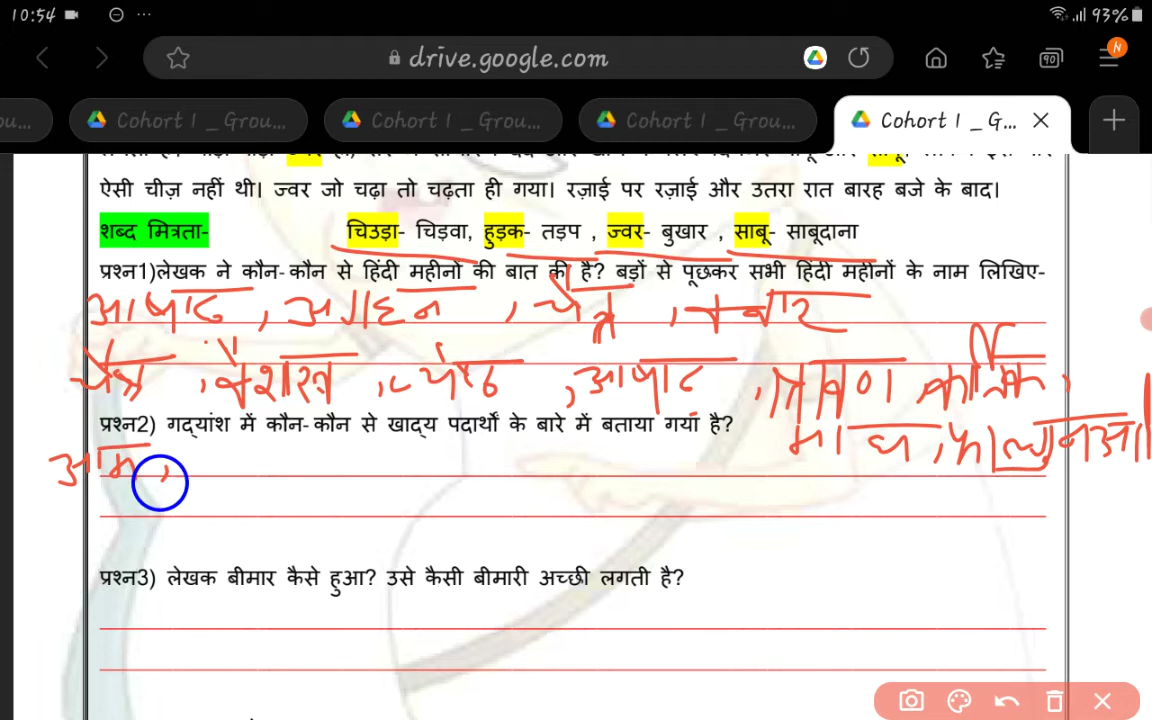 10:54 ... 93%
drive.google.com 90 N
ou... Cohort 1 _ Grou... Cohort 1 _ Grou... Cohort 1 _ Grou... Cohort 1 _ G...
ऐसी चीज़ नहीं थी। ज्वर जो चढ़ा तो चढ़ता ही गया। रज़ाई पर रज़ाई और उतरा रात बारह बजे के बाद।
शब्द मित्रता- चिउड़ा- चिड़वा, हुड़क- तड़प , ज्वर- बुखार , साबू- साबूदाना
प्रश्न1)लेखक ने कौन-कौन से हिंदी महीनो की बात की है? बड़ों से पूछकर सभी हिंदी महीनों के नाम लिखिए-
आषाढ , अगहन , चैत्र , क्वार
चैत्र , वैशाख , ज्येष्ठ , आषाढ , श्रावण , कार्तिक ,
प्रश्न2) गद्यांश में कौन-कौन से खाद्य पदार्थों के बारे में बताया गया है?
माघ , फाल्गुन
आम ,
प्रश्न3) लेखक बीमार कैसे हुआ? उसे कैसी बीमारी अच्छी लगती है?